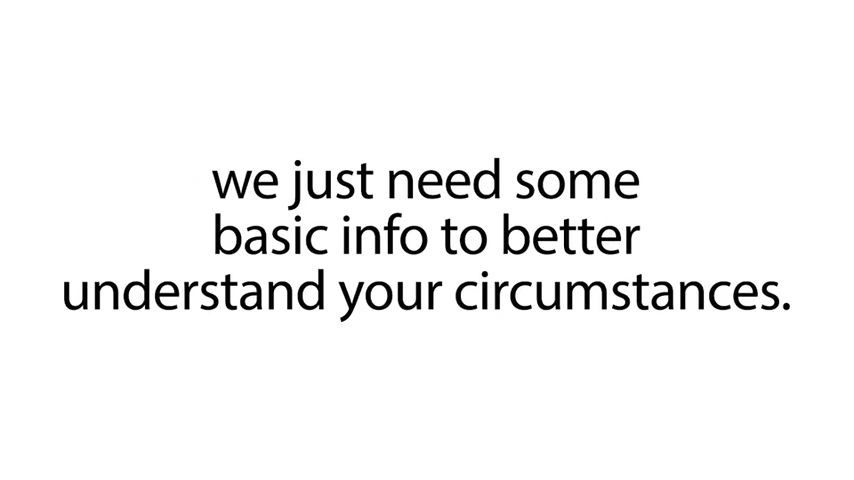 we just need some
basic info to better
understand your circumstances.